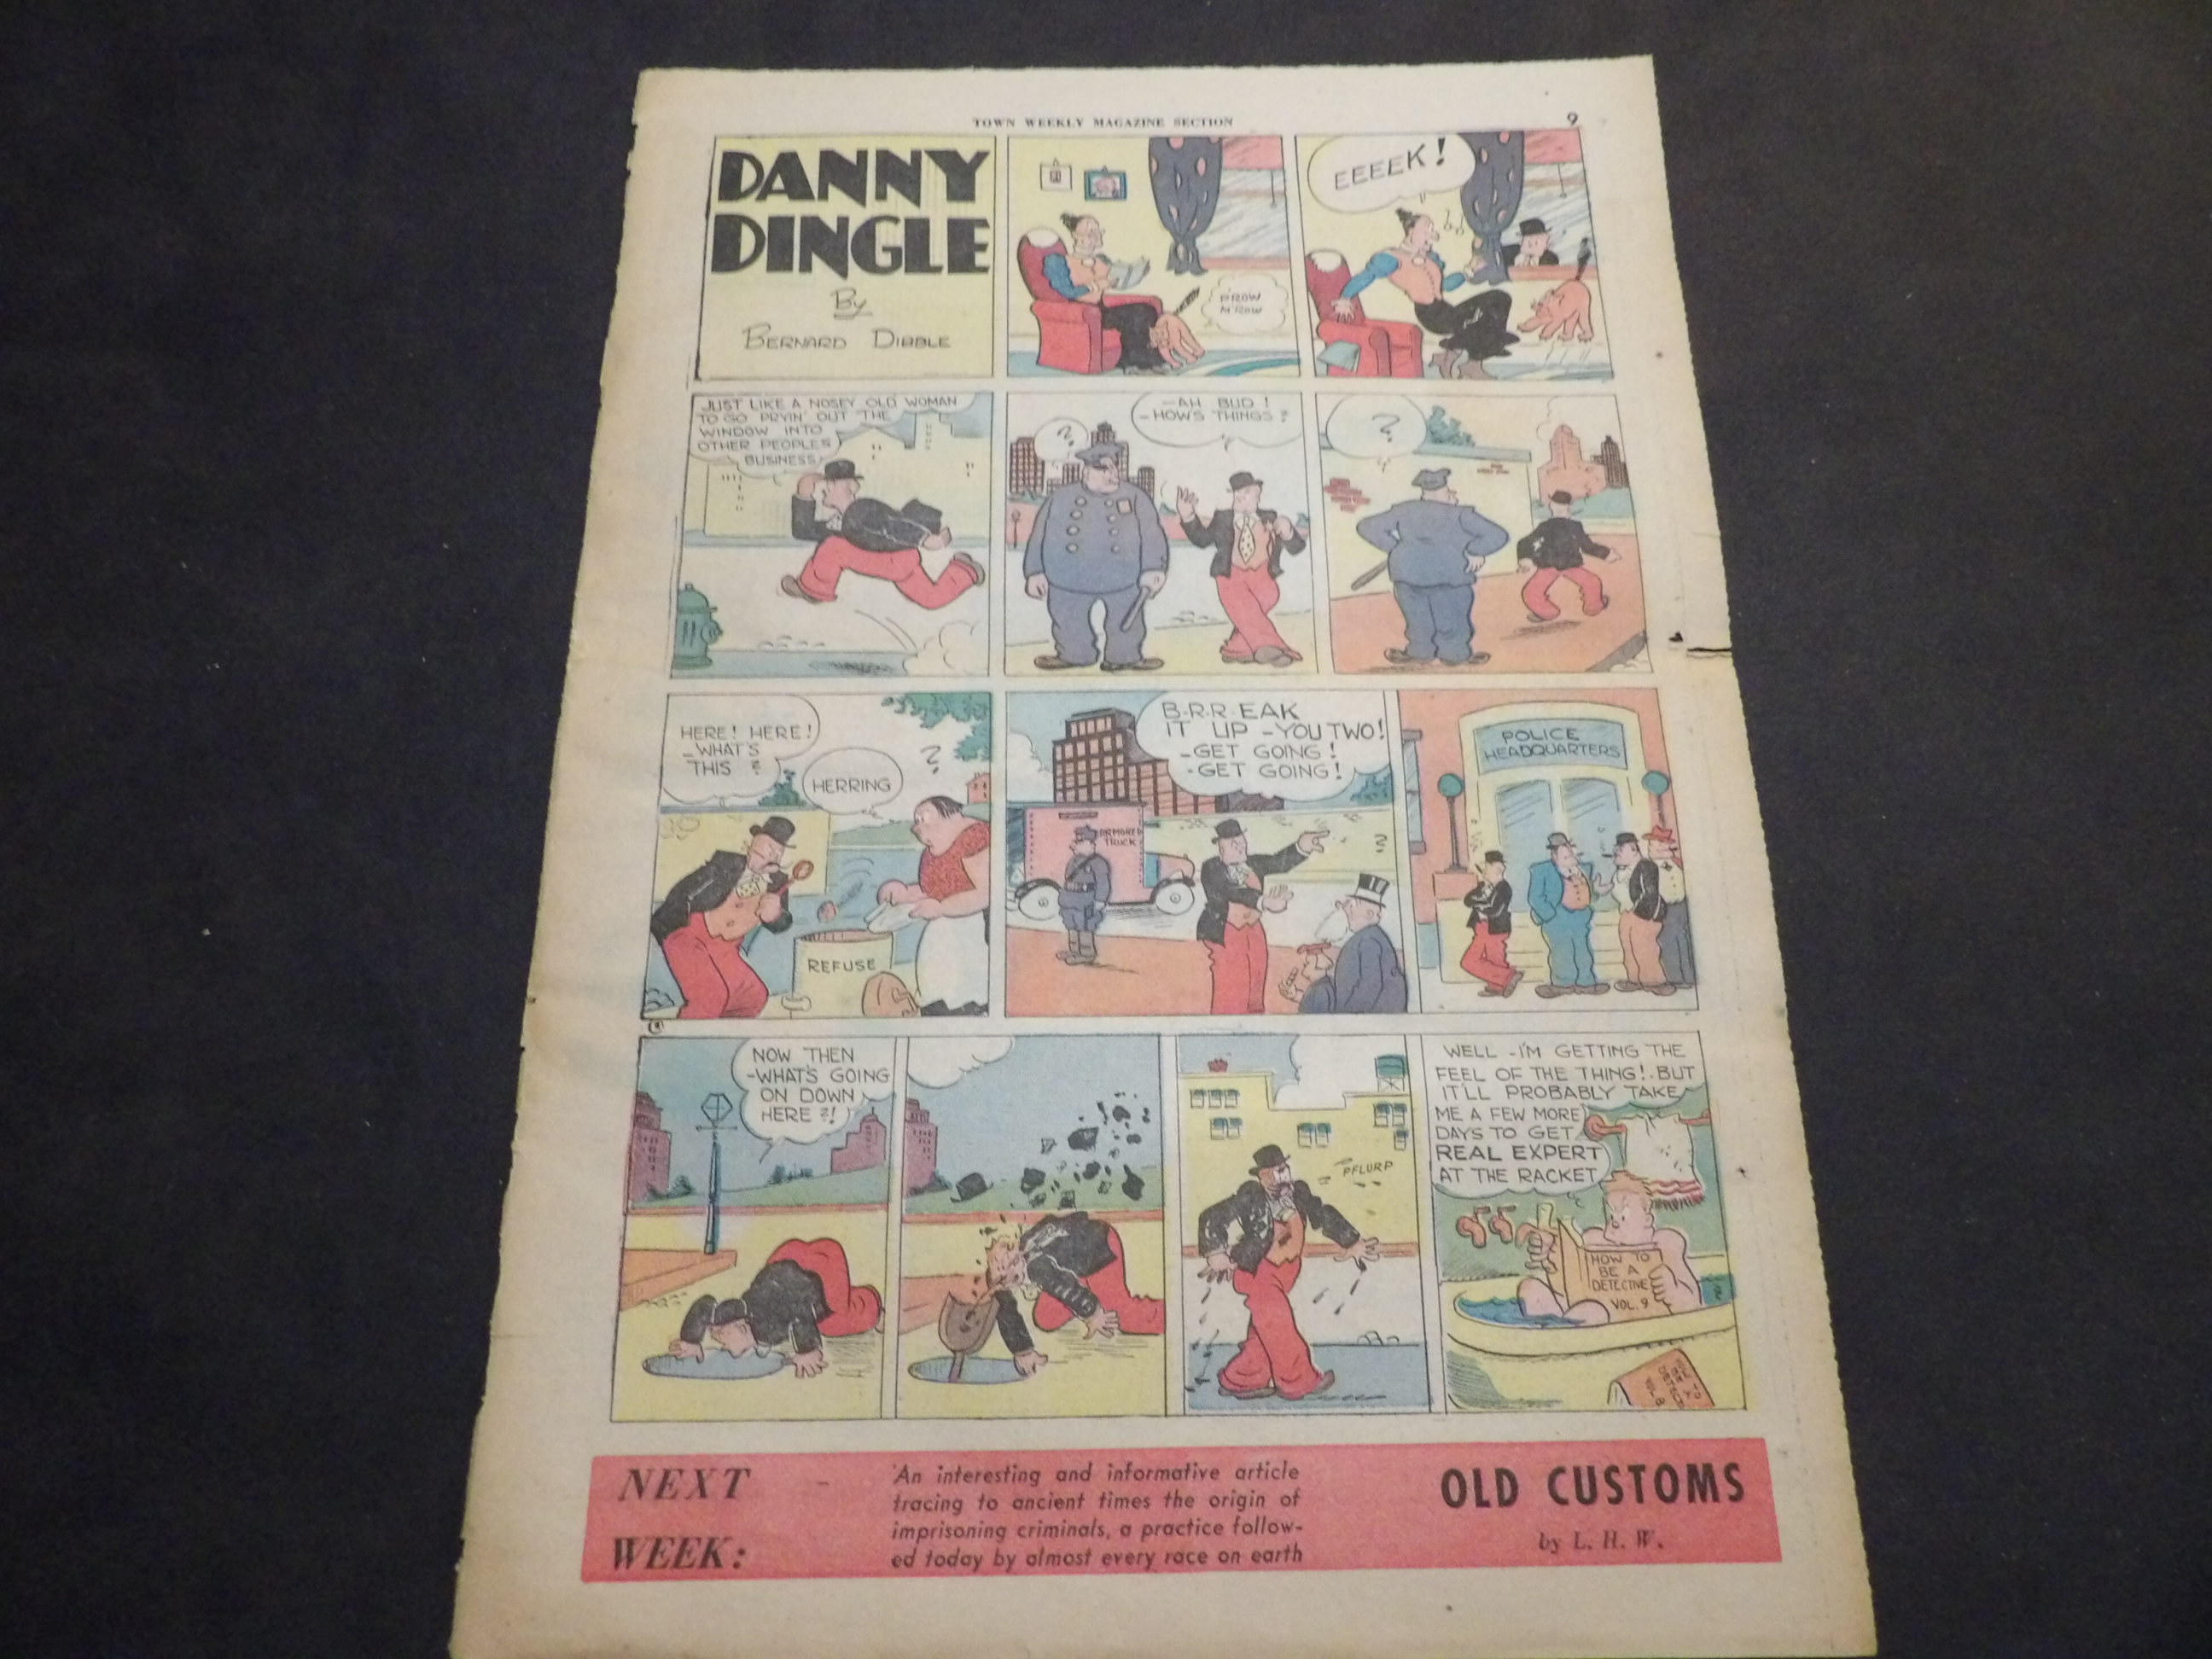 TOWN WEEKLY MAGAZINE SECTION
9
DANNY
DINGLE
By
BERNARD DIBBLE
PROW
M'ROW
EEEEK!
JUST LIKE A NOSEY OLD WOMAN
TO GO PRYIN' OUT THE
WINDOW INTO
OTHER PEOPLES
BUSINESS
?
-AH BUD!
-HOW'S THINGS?
?
HERE! HERE!
-WHAT'S
THIS?
HERRING
?
REFUSE
B-R-R-EAK
IT UP -YOU TWO!
-GET GOING!
-GET GOING!
ARMORED
TRUCK
?
POLICE
HEADQUARTERS
NOW THEN
-WHAT'S GOING
ON DOWN
HERE?!
PFLURP
WELL -I'M GETTING THE
FEEL OF THE THING!-BUT
IT'LL PROBABLY TAKE
ME A FEW MORE
DAYS TO GET
REAL EXPERT
AT THE RACKET
HOW TO
BE A
DETECTIVE
VOL. 9
HOW TO
BE A
VOL. 8
NEXT -
WEEK:
An interesting and informative article
tracing to ancient times the origin of
imprisoning criminals, a practice follow-
ed today by almost every race on earth
OLD CUSTOMS
by L. H. W.